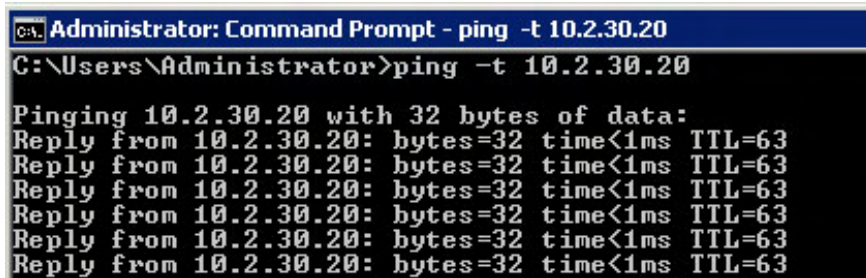 Administrator: Command Prompt - ping -t 10.2.30.20
C:\Users\Administrator>ping -t 10.2.30.20
Pinging 10.2.30.20 with 32 bytes of data:
Reply from 10.2.30.20: bytes=32 time<1ms TTL=63
Reply from 10.2.30.20: bytes=32 time<1ms TTL=63
Reply from 10.2.30.20: bytes=32 time<1ms TTL=63
Reply from 10.2.30.20: bytes=32 time<1ms TTL=63
Reply from 10.2.30.20: bytes=32 time<1ms TTL=63
Reply from 10.2.30.20: bytes=32 time<1ms TTL=63